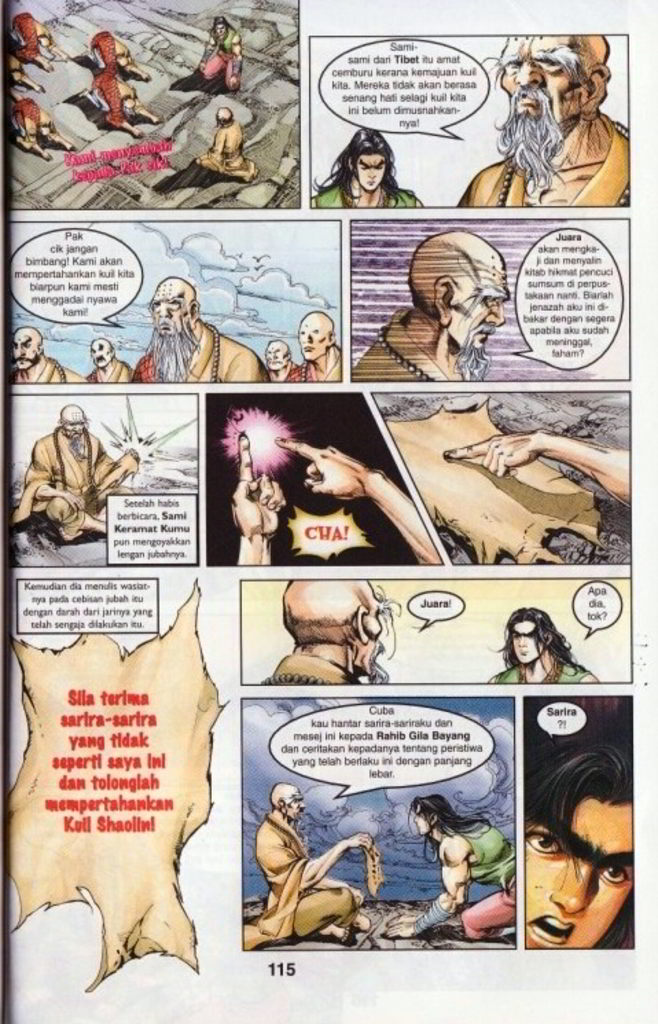 Kami menyembah
kepada Pak cik!
Sami-
sami dari Tibet itu amat
cemburu kerana kemajuan kuil
kita. Mereka tidak akan berasa
senang hati selagi kuil kita
ini belum dimusnahkan-
nya!
Pak
cik jangan
bimbang! Kami akan
mempertahankan kuil kita
biarpun kami mesti
menggadai nyawa
kami!
Juara
akan mengka-
ji dan menyalin
kitab hikmat pencuci
sumsum di perpus-
takaan nanti. Biarlah
jenazah aku ini di-
bakar dengan segera
apabila aku sudah
meninggal,
faham?
Setelah habis
berbicara, Sami
Keramat Kumu
pun mengoyakkan
lengan jubahnya.
CHA!
Kemudian dia menulis wasiat-
nya pada cebisan jubah itu
dengan darah dari jarinya yang
telah sengaja dilakukan itu.
Sila terima
sarira-sarira
yang tidak
seperti saya ini
dan tolonglah
mempertahankan
Kuil Shaolin!
Juara!
Apa
dia,
tok?
Cuba
kau hantar sarira-sariraku dan
mesej ini kepada Rahib Gila Bayang
dan ceritakan kepadanya tentang peristiwa
yang telah berlaku ini dengan panjang
lebar.
Sarira
?!
115